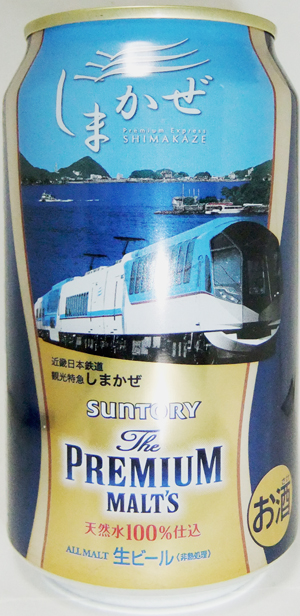 しまかぜ
Premium Express
SHIMAKAZE
近畿日本鉄道
観光特急しまかぜ
SUNTORY
The
PREMIUM
MALT'S
天然水100%仕込
ALL MALT 生ビール〈非熱処理〉
お酒